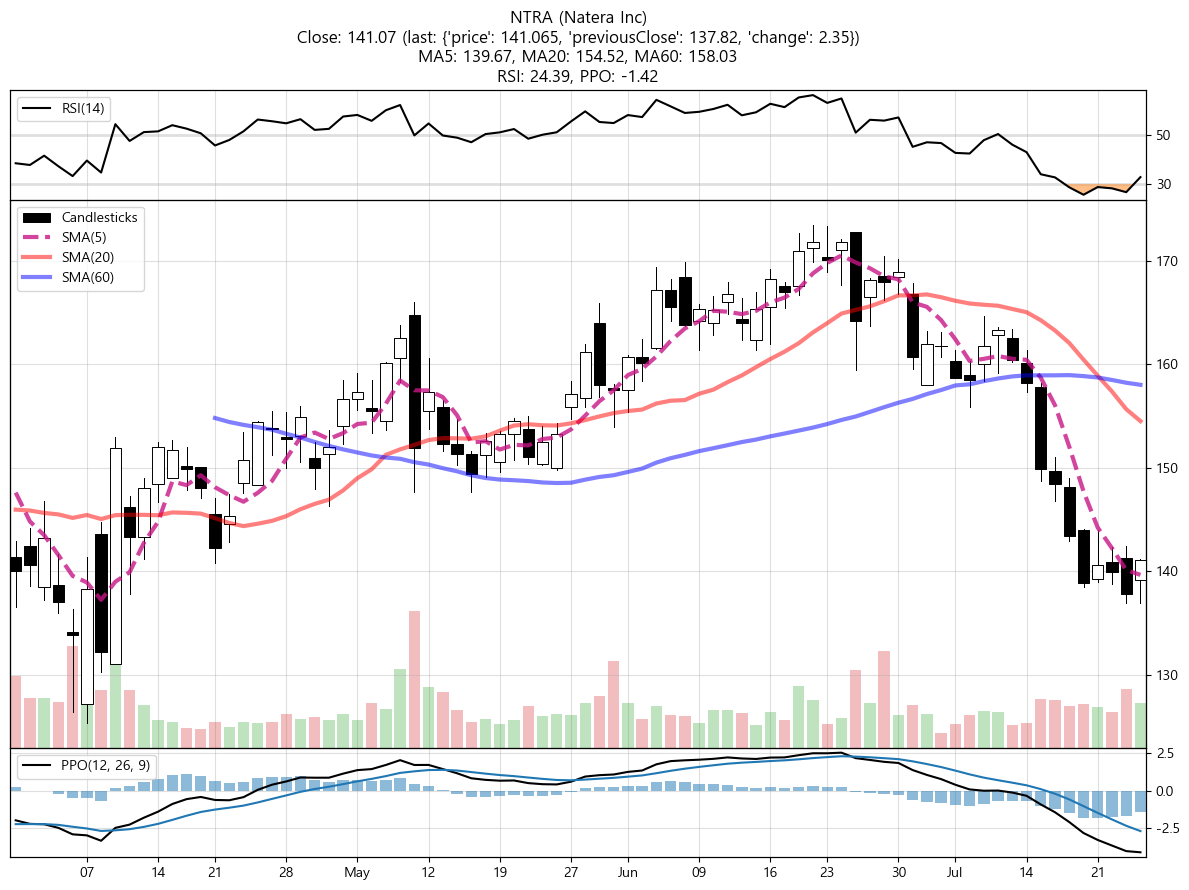 NTRA (Natera Inc)
Close: 141.07 (last: {'price': 141.065, 'previousClose': 137.82, 'change': 2.35})
MA5: 139.67, MA20: 154.52, MA60: 158.03
RSI: 24.39, PPO: -1.42
RSI(14)
50
30
Candlesticks
SMA(5)
SMA(20)
SMA(60)
170
160
150
140
130
PPO(12, 26, 9)
2.5
0.0
−2.5
07 14 21 28 May 12 19 27 Jun 09 16 23 30 Jul 14 21